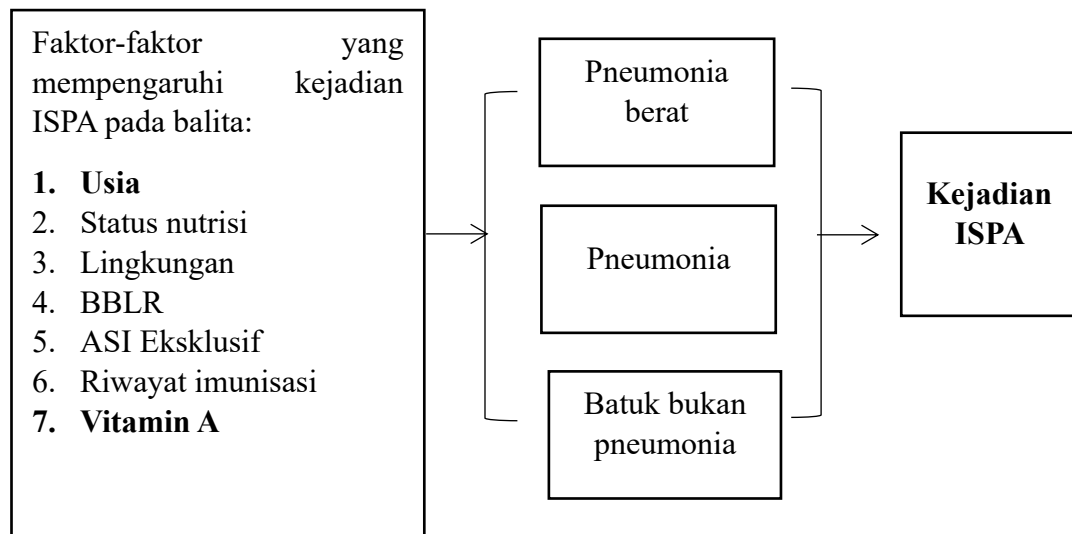 Faktor-faktor yang
mempengaruhi kejadian
ISPA pada balita:
1. Usia
2. Status nutrisi
3. Lingkungan
4. BBLR
5. ASI Eksklusif
6. Riwayat imunisasi
7. Vitamin A
Pneumonia
berat
Pneumonia
Batuk bukan
pneumonia
Kejadian
ISPA